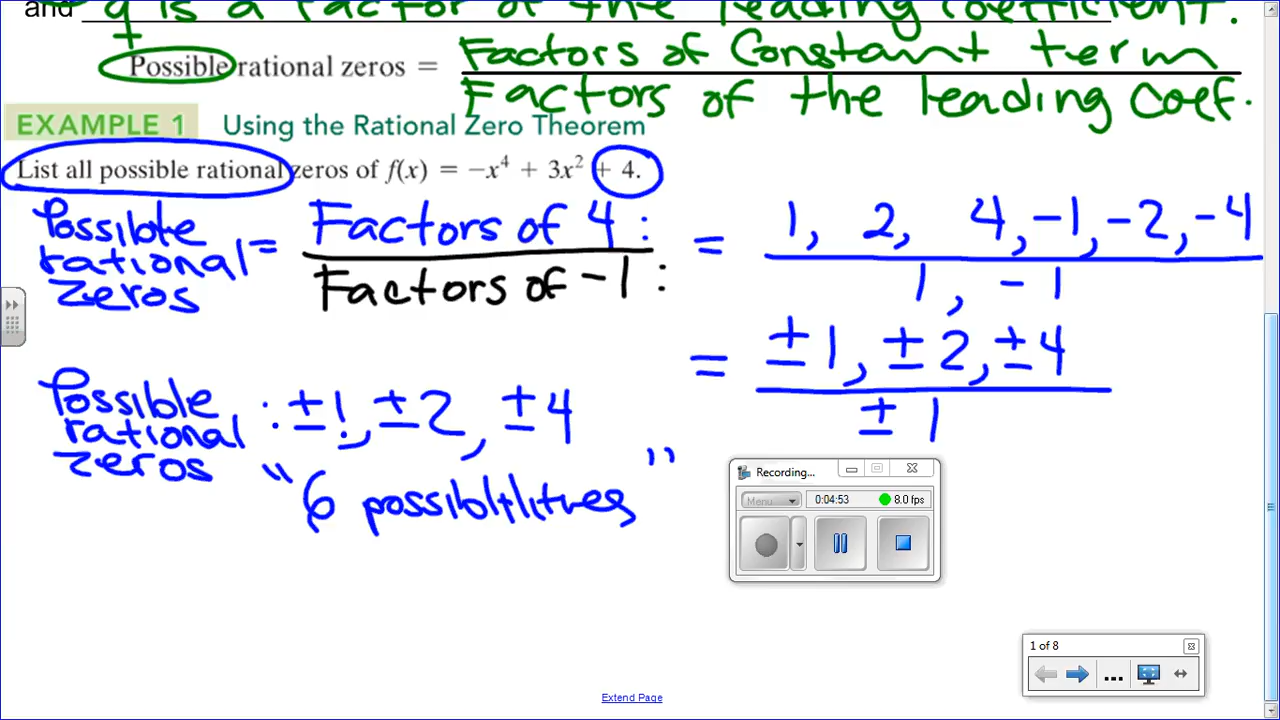 and q is a factor of the leading coefficient.
Possible rational zeros = Factors of Constant term
Factors of the leading coef.
EXAMPLE 1 Using the Rational Zero Theorem
List all possible rational zeros of f(x) = −x⁴ + 3x² + 4.
Possible rational zeros = Factors of 4: = 1, 2, 4, -1, -2, -4
Factors of -1: 1, -1
= ±1, ±2, ±4
± 1
Possible rational zeros : ±1, ±2, ±4
"6 possibilities"
Recording...
Menu 0:04:53 8.0 fps
1 of 8
...
Extend Page